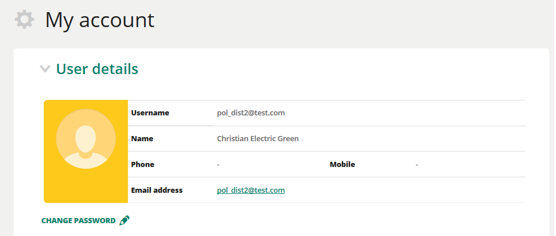 My account
User details
Username pol_dist2@test.com
Name Christian Electric Green
Phone - Mobile -
Email address pol_dist2@test.com
CHANGE PASSWORD